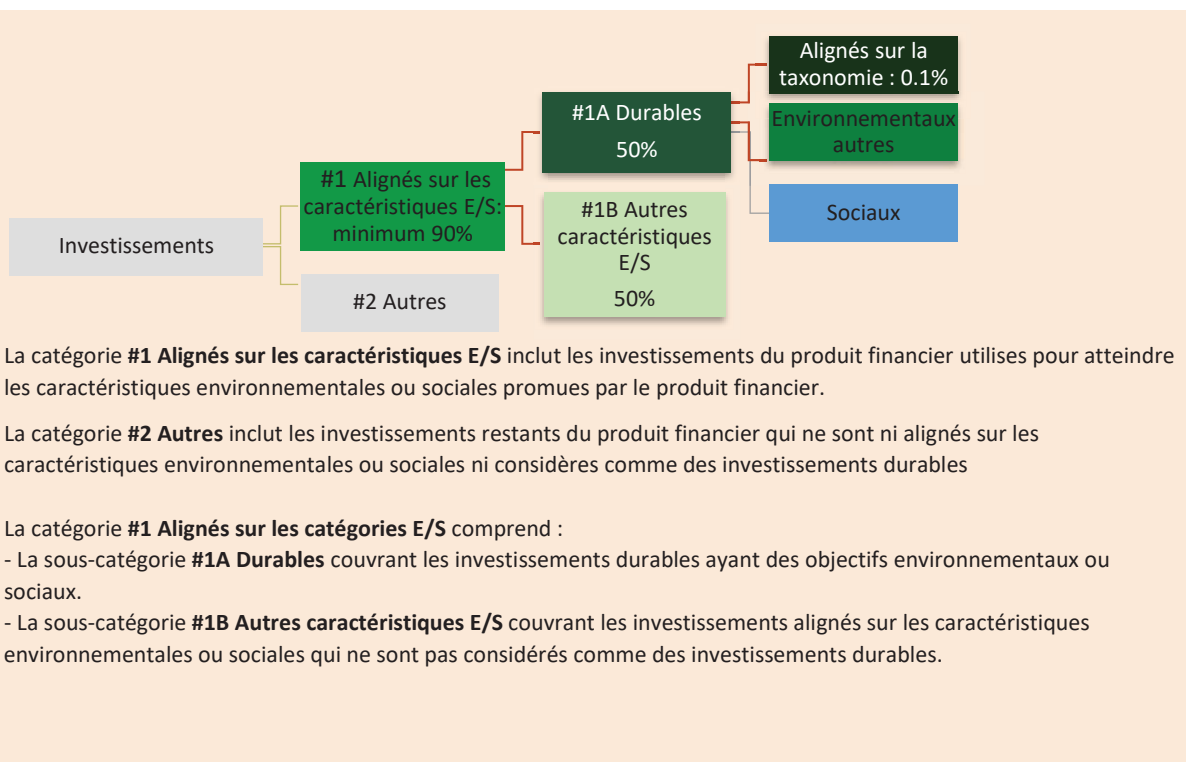 Alignés sur la
taxonomie : 0.1%
#1A Durables
50%
Environnementaux
autres
#1 Alignés sur les
caractéristiques E/S:
minimum 90%
#1B Autres
caractéristiques
E/S
50%
Sociaux
Investissements
#2 Autres
La catégorie #1 Alignés sur les caractéristiques E/S inclut les investissements du produit financier utilises pour atteindre
les caractéristiques environnementales ou sociales promues par le produit financier.
La catégorie #2 Autres inclut les investissements restants du produit financier qui ne sont ni alignés sur les
caractéristiques environnementales ou sociales ni considères comme des investissements durables
La catégorie #1 Alignés sur les catégories E/S comprend :
- La sous-catégorie #1A Durables couvrant les investissements durables ayant des objectifs environnementaux ou
sociaux.
- La sous-catégorie #1B Autres caractéristiques E/S couvrant les investissements alignés sur les caractéristiques
environnementales ou sociales qui ne sont pas considérés comme des investissements durables.